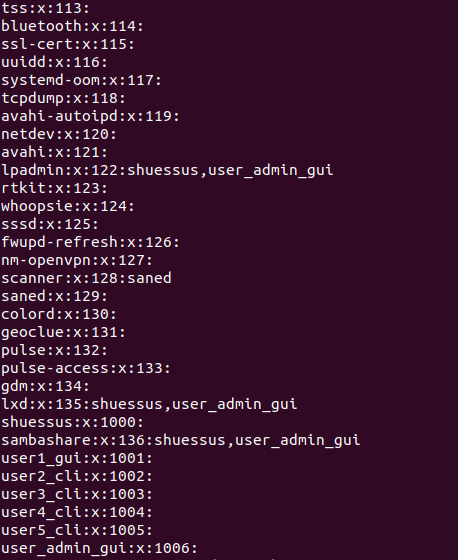 tss:x:113:
bluetooth:x:114:
ssl-cert:x:115:
uuidd:x:116:
systemd-oom:x:117:
tcpdump:x:118:
avahi-autoipd:x:119:
netdev:x:120:
avahi:x:121:
lpadmin:x:122:shuessus,user_admin_gui
rtkit:x:123:
whoopsie:x:124:
sssd:x:125:
fwupd-refresh:x:126:
nm-openvpn:x:127:
scanner:x:128:saned
saned:x:129:
colord:x:130:
geoclue:x:131:
pulse:x:132:
pulse-access:x:133:
gdm:x:134:
lxd:x:135:shuessus,user_admin_gui
shuessus:x:1000:
sambashare:x:136:shuessus,user_admin_gui
user1_gui:x:1001:
user2_cli:x:1002:
user3_cli:x:1003:
user4_cli:x:1004:
user5_cli:x:1005:
user_admin_gui:x:1006: